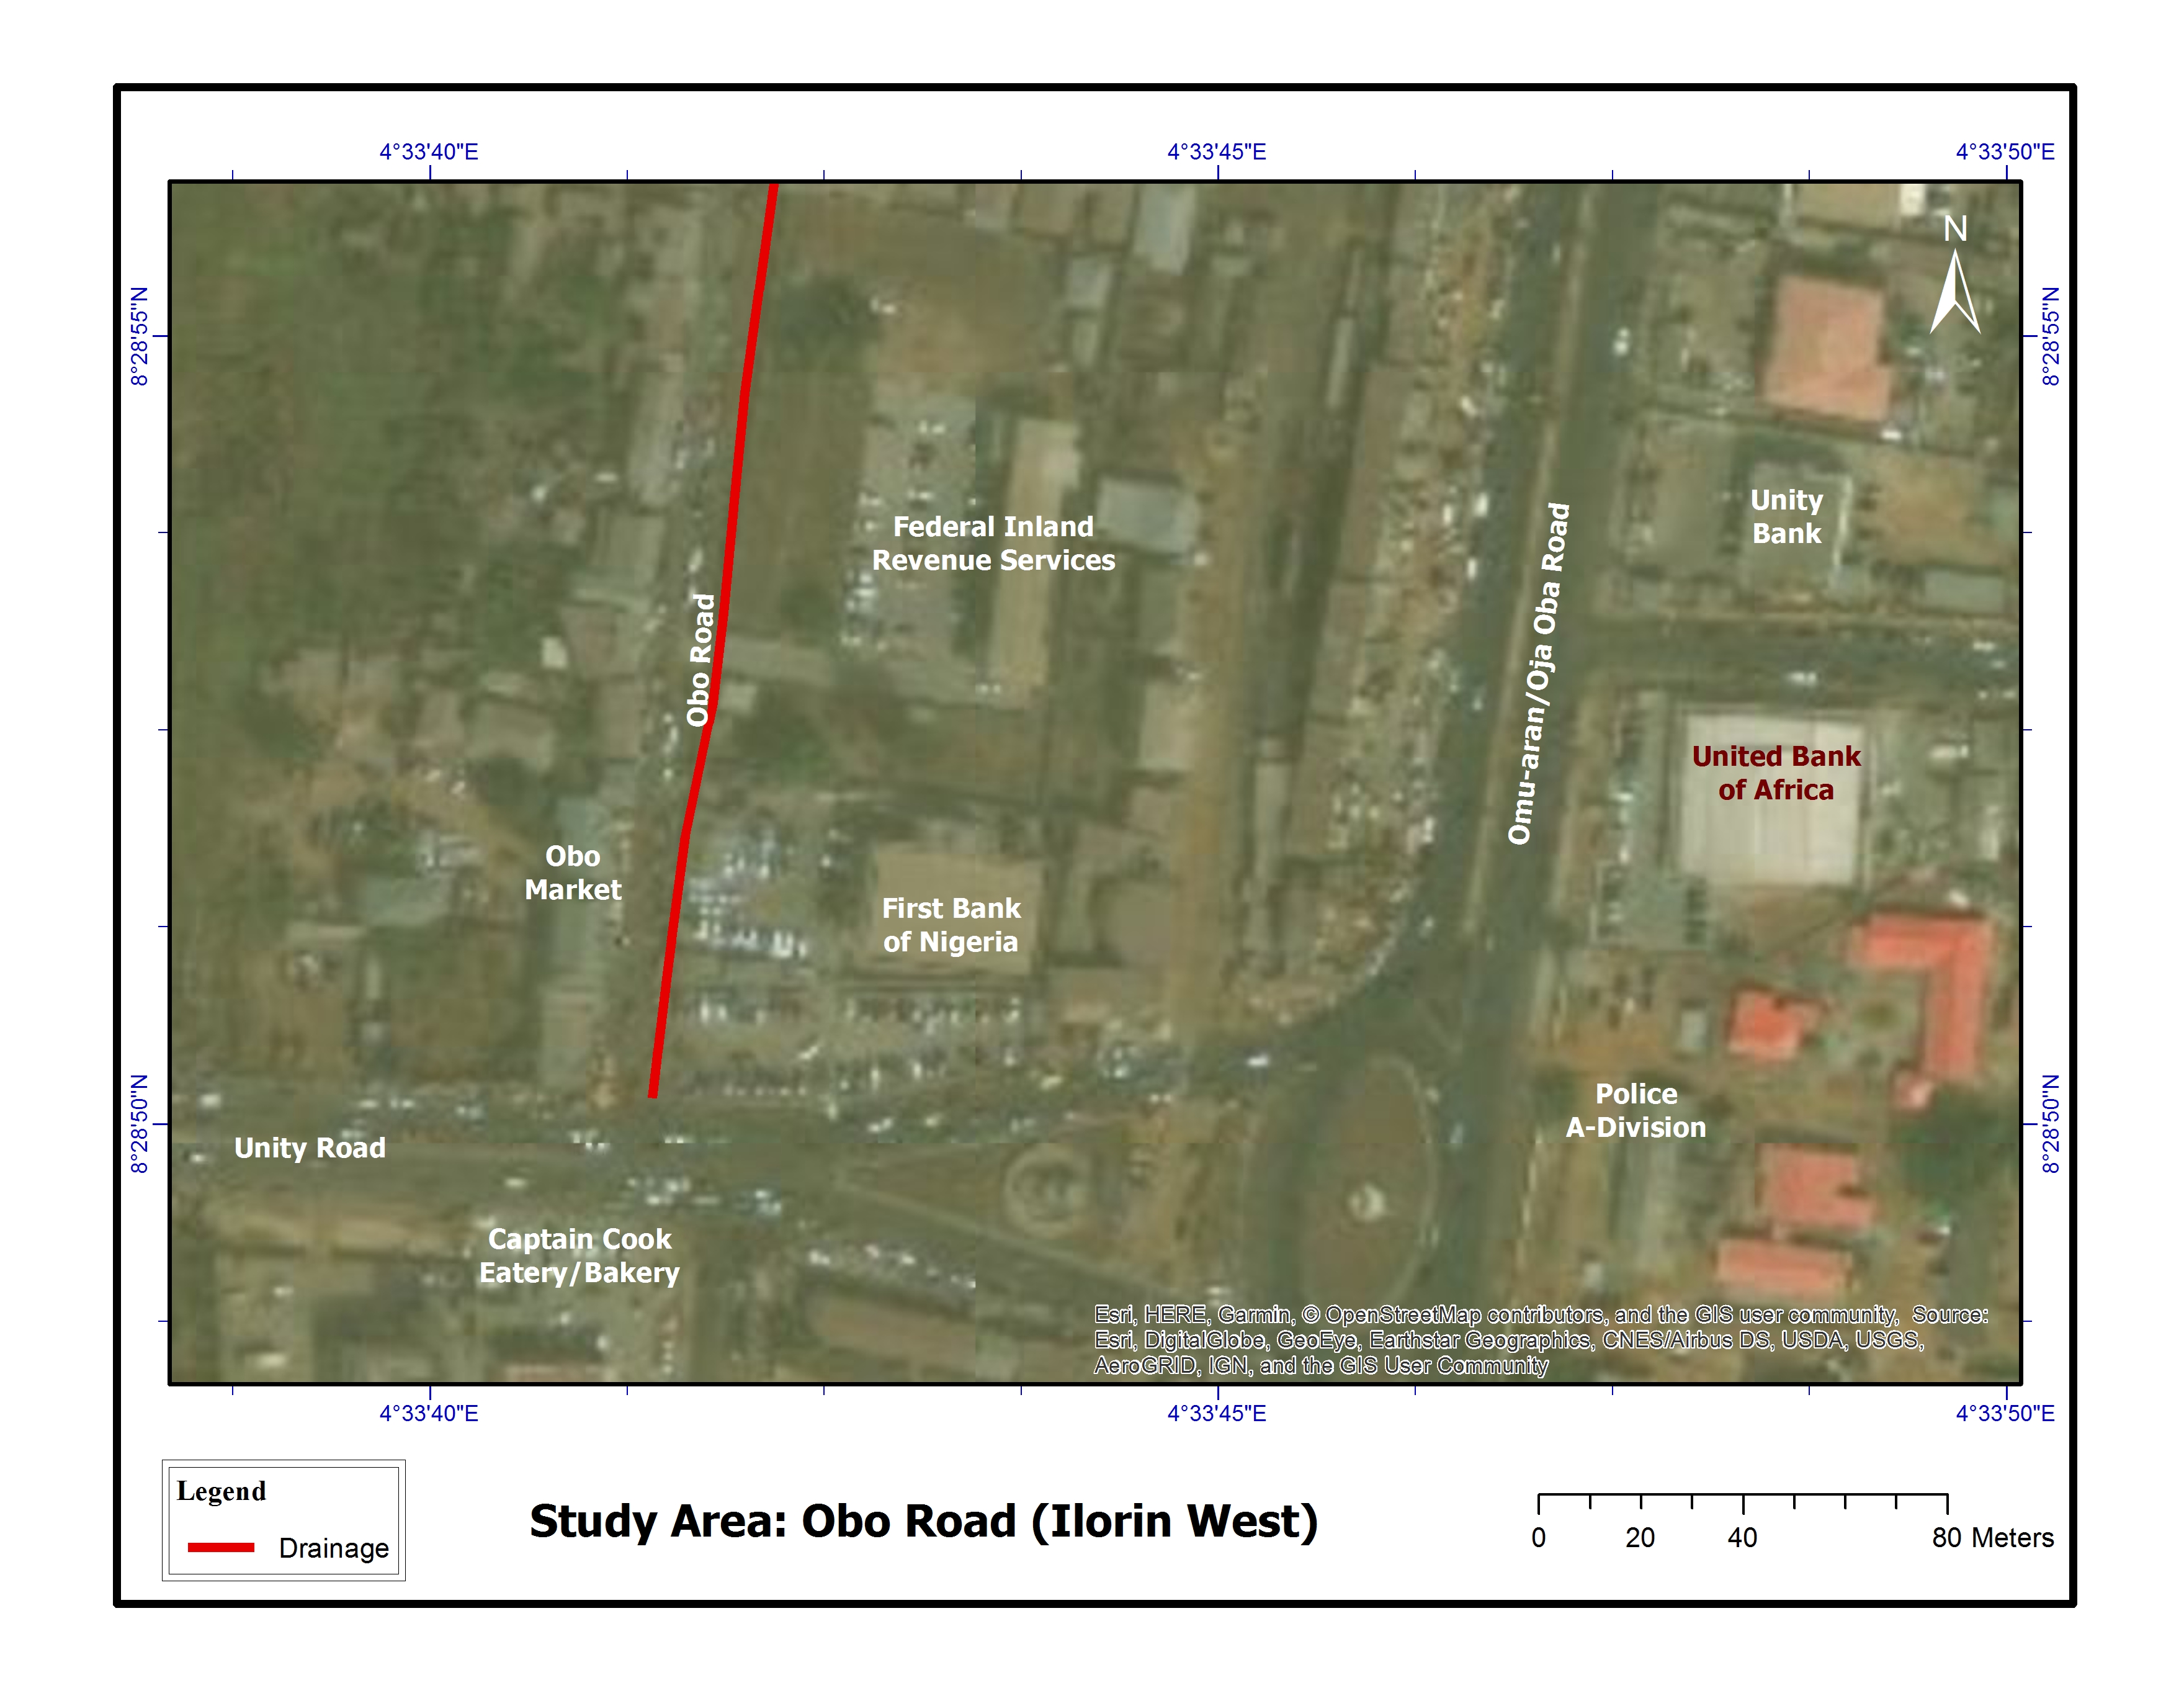 4°33'40"E
4°33'45"E
4°33'50"E
N
8°28'55"N
8°28'55"N
Unity
Bank
Federal Inland
Revenue Services
Obo Road
Omu-aran/Oja Oba Road
United Bank
of Africa
Obo
Market
First Bank
of Nigeria
8°28'50"N
8°28'50"N
Police
A-Division
Unity Road
Captain Cook
Eatery/Bakery
Esri, HERE, Garmin, © OpenStreetMap contributors, and the GIS user community, Source:
Esri, DigitalGlobe, GeoEye, Earthstar Geographics, CNES/Airbus DS, USDA, USGS,
AeroGRID, IGN, and the GIS User Community
4°33'40"E
4°33'45"E
4°33'50"E
Legend
Drainage
Study Area: Obo Road (Ilorin West)
0 20 40 80 Meters